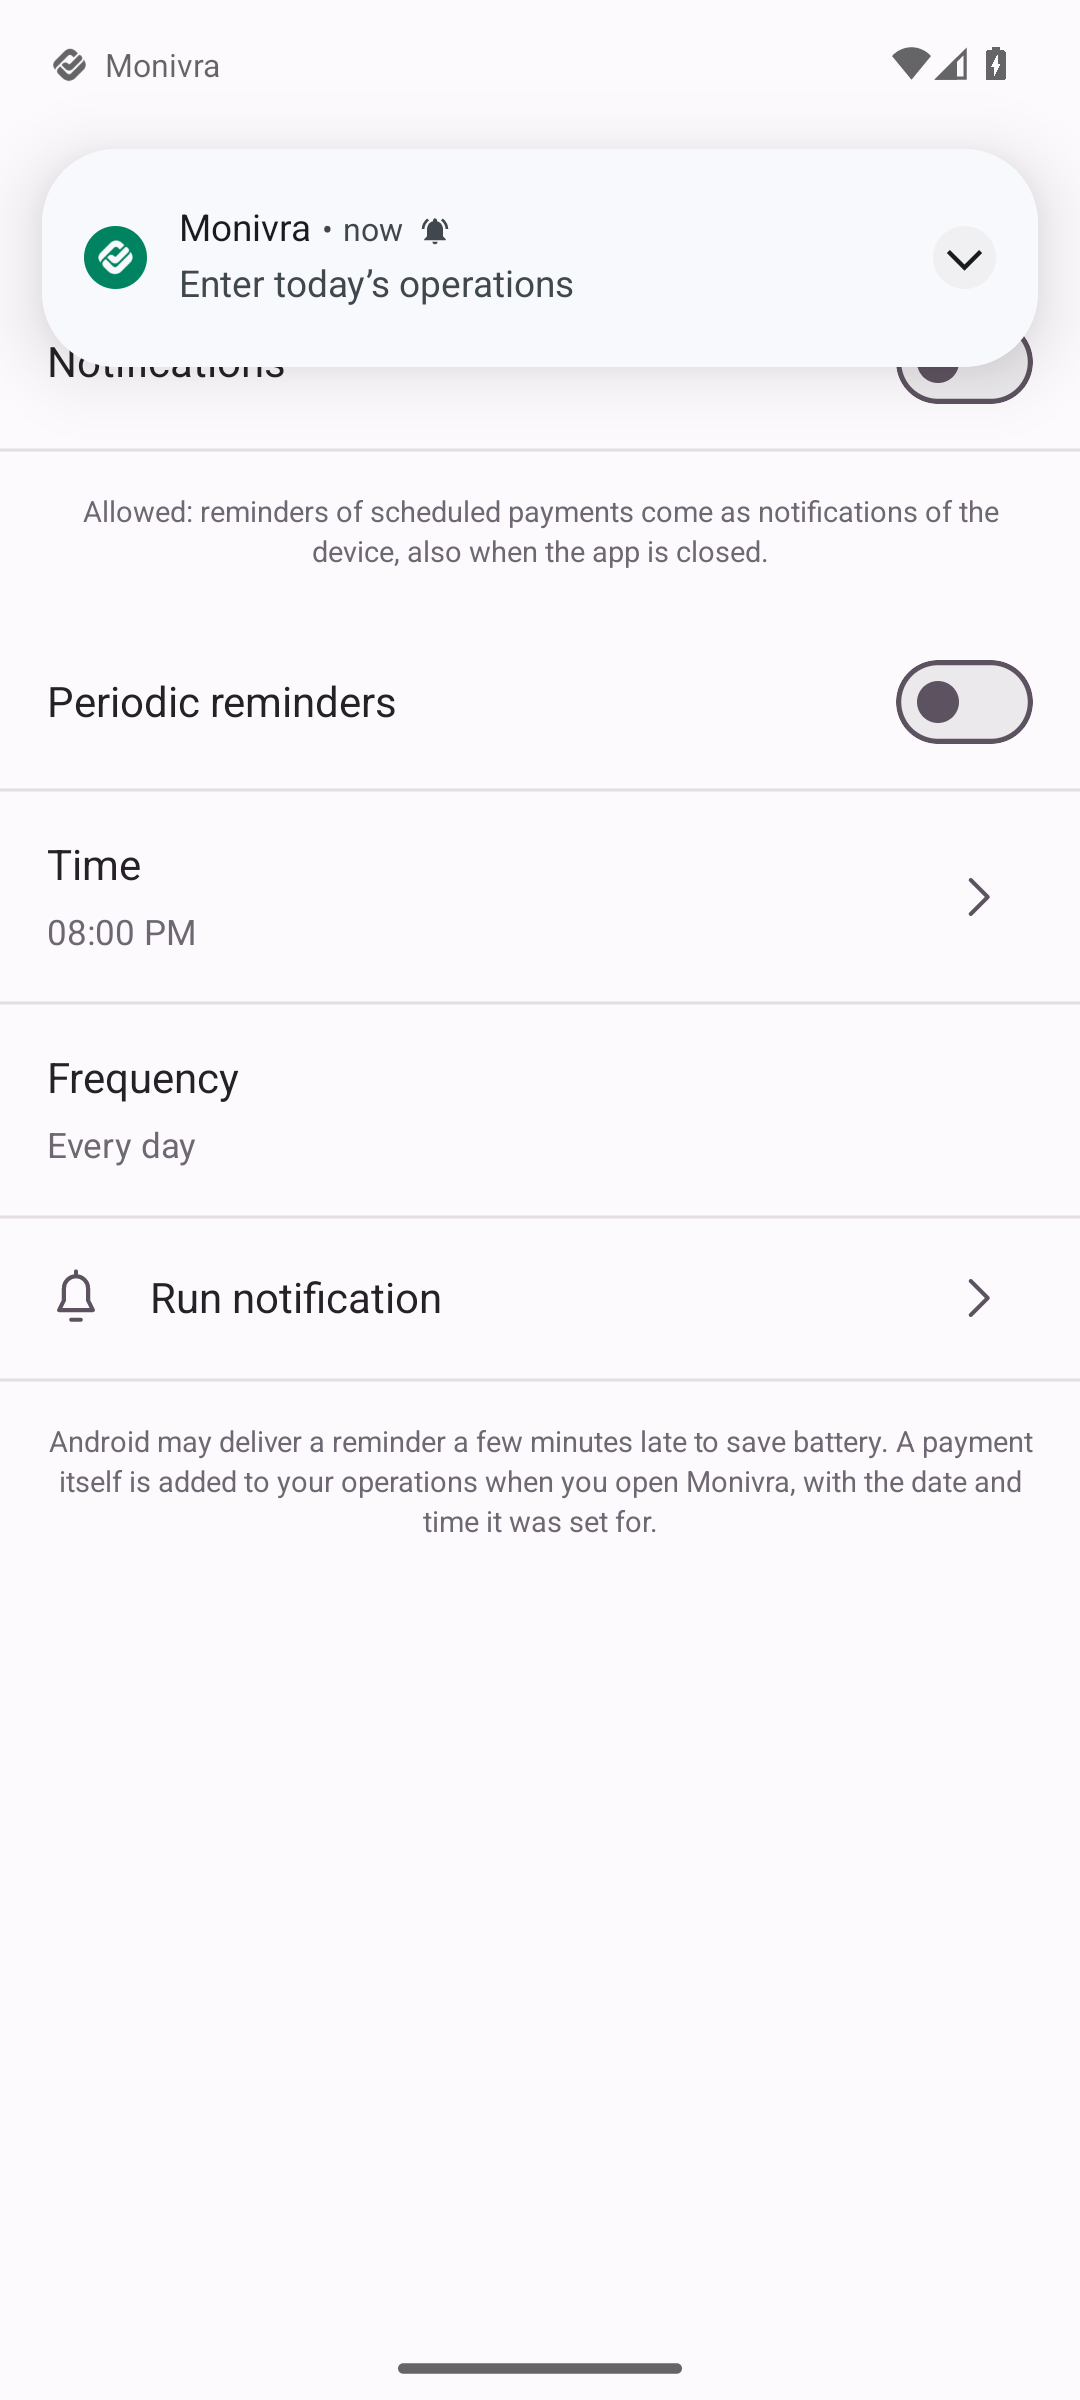 Monivra
Monivra • now
Enter today’s operations
Notifications
Allowed: reminders of scheduled payments come as notifications of the
device, also when the app is closed.
Periodic reminders
Time
08:00 PM
Frequency
Every day
Run notification
Android may deliver a reminder a few minutes late to save battery. A payment
itself is added to your operations when you open Monivra, with the date and
time it was set for.